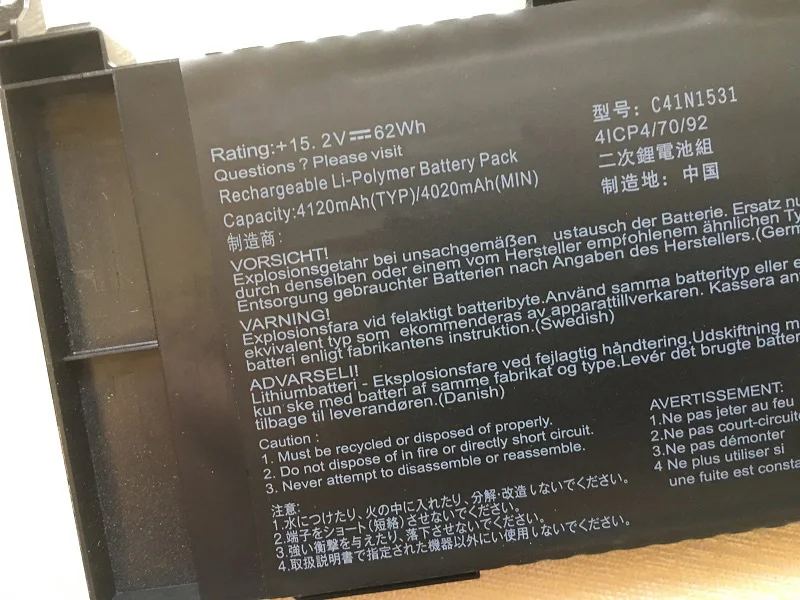 Rating:+15.2V⎓62Wh
Questions ? Please visit
Rechargeable Li-Polymer Battery Pack
Capacity:4120mAh(TYP)/4020mAh(MIN)
制造商:
型号: C41N1531
4ICP4/70/92
二次鋰電池組
制造地: 中国
VORSICHT!
Explosionsgetahr bei unsachgemäßen ustausch der Batterie. Ersatz nu
durch denselben oder einem vom Hersteller empfohlenem ähnlichen Ty
Entsorgung gebrauchter Batterien nach Angaben des Herstellers.(Germ
VARNING!
Explosionsfara vid felaktigt batteribyte.Använd samma batterityp eller e
ekvivalent typ som ekommenderas av apparattillverkaren. Kassera an
batteri enligt fabrikantens instruktion.(Swedish)
ADVARSELI!
Lithiumbatteri - Eksplosionsfare ved fejlagtig håndtering.Udskiftning m
kun ske med batteri af samme fabrikat og type.Levér det brugte batter
tilbage til leverandøren.(Danish)
Caution :
1. Must be recycled or disposed of properly.
2. Do not dispose of in fire or directly short circuit.
3. Never attempt to disassemble or reassemble.
AVERTISSEMENT:
1.Ne pas jeter au feu
2.Ne pas court-circuite
3.Ne pas démonter
4 Ne plus utiliser si
une fuite est consta
注意:
1.水につけたり、火の中に入れたり、分解・改造しないでください。
2.端子をショート(短絡)させないでください。
3.強い衝撃を与えたり、落下させないでください。
4.取扱説明書で指定された機器以外にい使用しないでください。